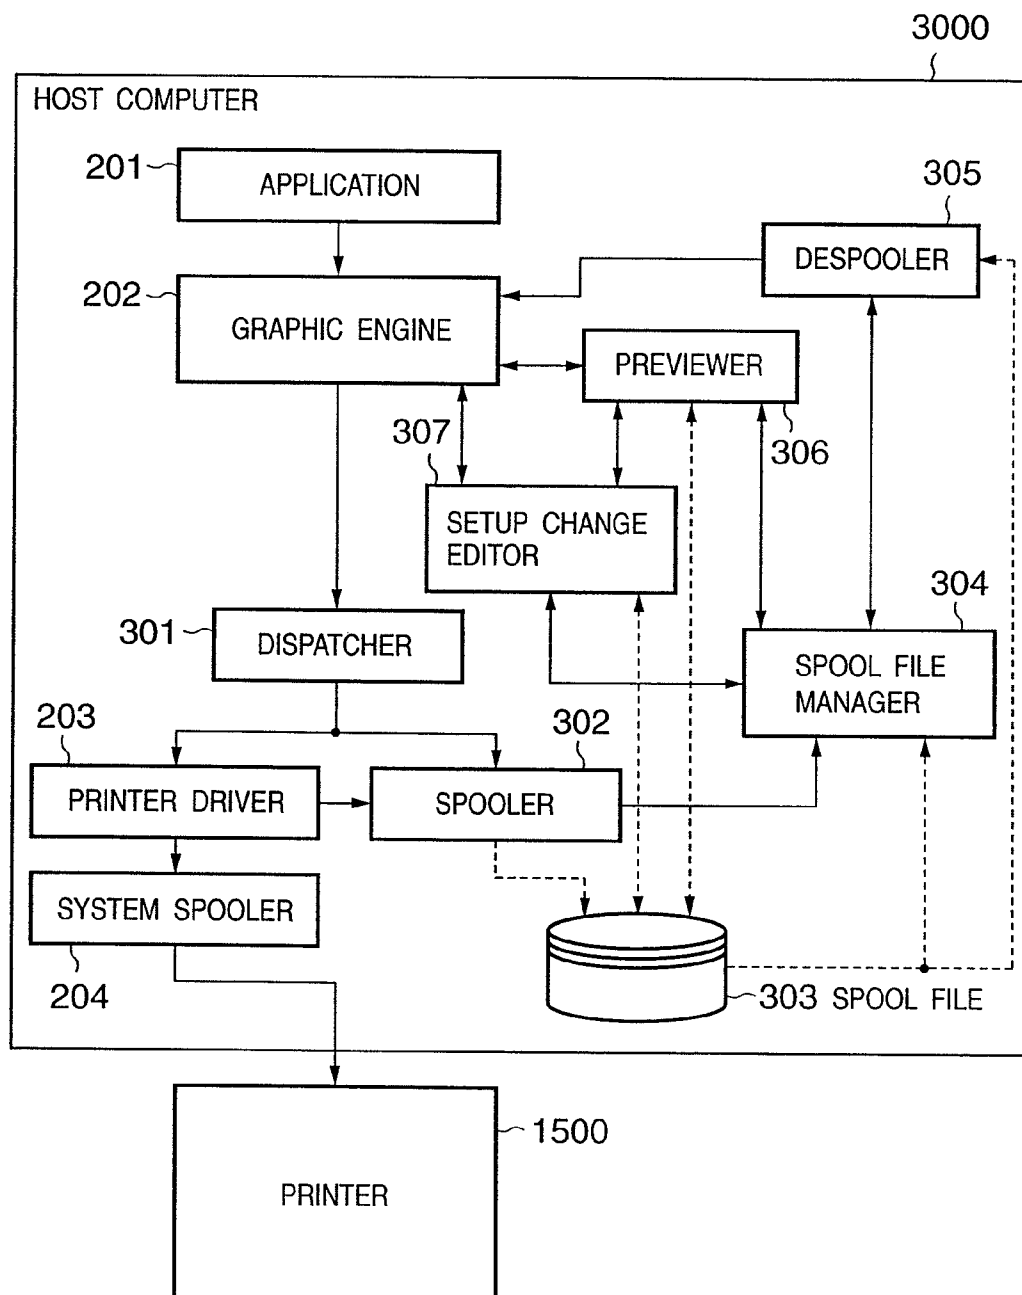 3000
HOST COMPUTER
201
APPLICATION
305
DESPOOLER
202
GRAPHIC ENGINE
PREVIEWER
307
306
SETUP CHANGE
EDITOR
304
301
DISPATCHER
SPOOL FILE
MANAGER
203
302
PRINTER DRIVER
SPOOLER
SYSTEM SPOOLER
204
303 SPOOL FILE
1500
PRINTER